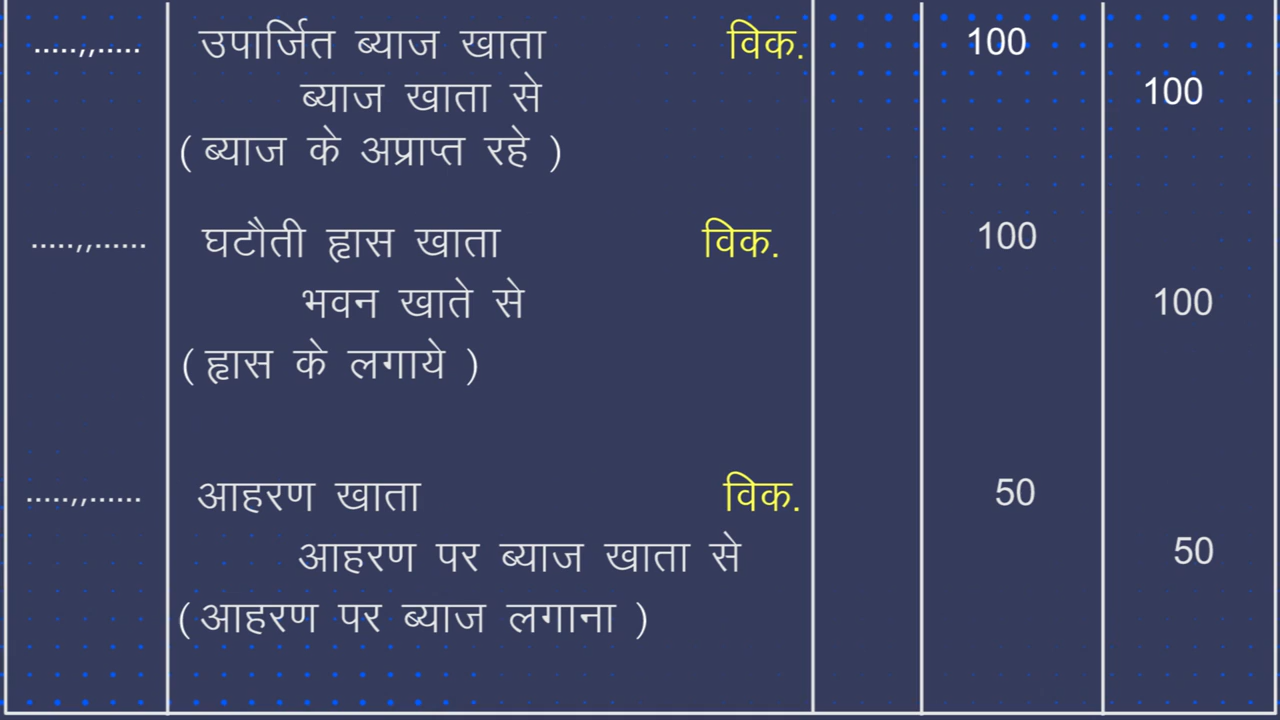 .....,,..... उपार्जित ब्याज खाता विक. 100
ब्याज खाता से 100
( ब्याज के अप्राप्त रहे )
.....,,...... घटौती ह्रास खाता विक. 100
भवन खाते से 100
( ह्रास के लगाये )
.....,,...... आहरण खाता विक. 50
आहरण पर ब्याज खाता से 50
( आहरण पर ब्याज लगाना )